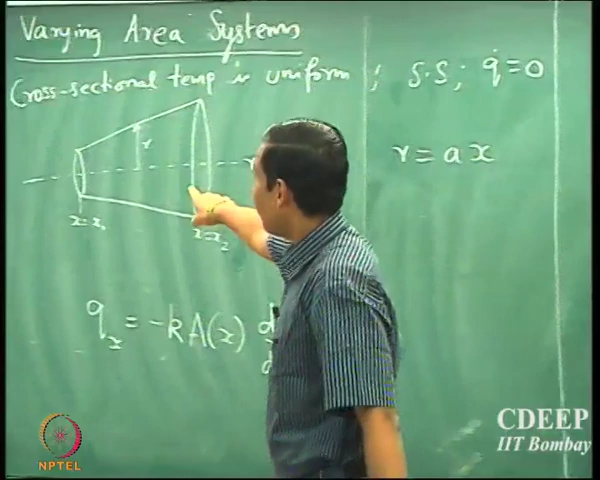 Varying Area Systems
Cross-sectional temp is uniform ; S.S; q̇=0
r
r = a x
x=x₁
x=x₂
qₓ = -kA(x) d
d
NPTEL
CDEEP
IIT Bombay